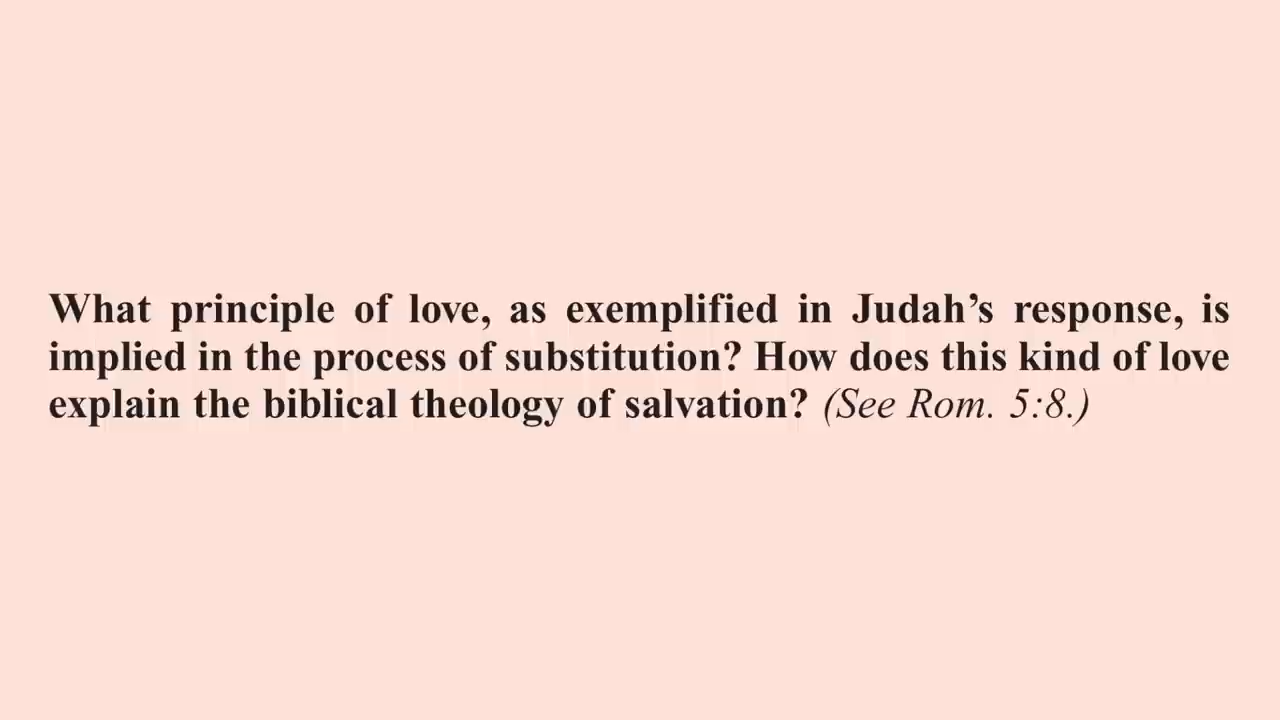 What principle of love, as exemplified in Judah’s response, is
implied in the process of substitution? How does this kind of love
explain the biblical theology of salvation? (See Rom. 5:8.)